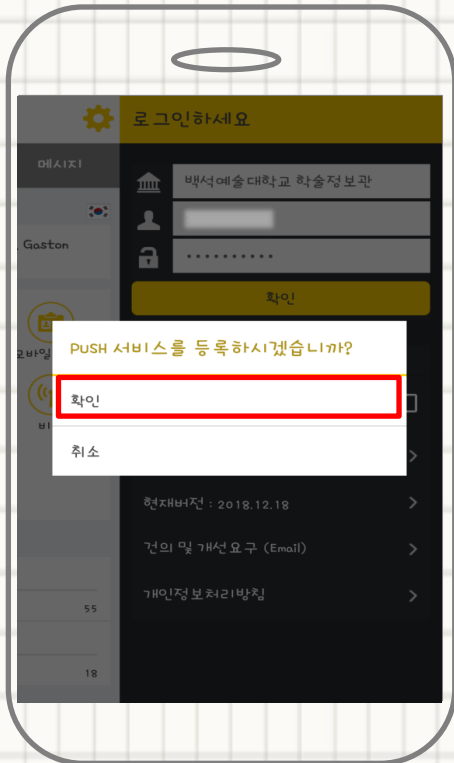 로그인하세요
메시지
백석예술대학교 학술정보관
Gaston
••••••••••
확인
모바일
PUSH 서비스를 등록하시겠습니까?
확인
취소
현재버전 : 2018.12.18
건의 및 개선요구 (Email)
개인정보처리방침
55
18